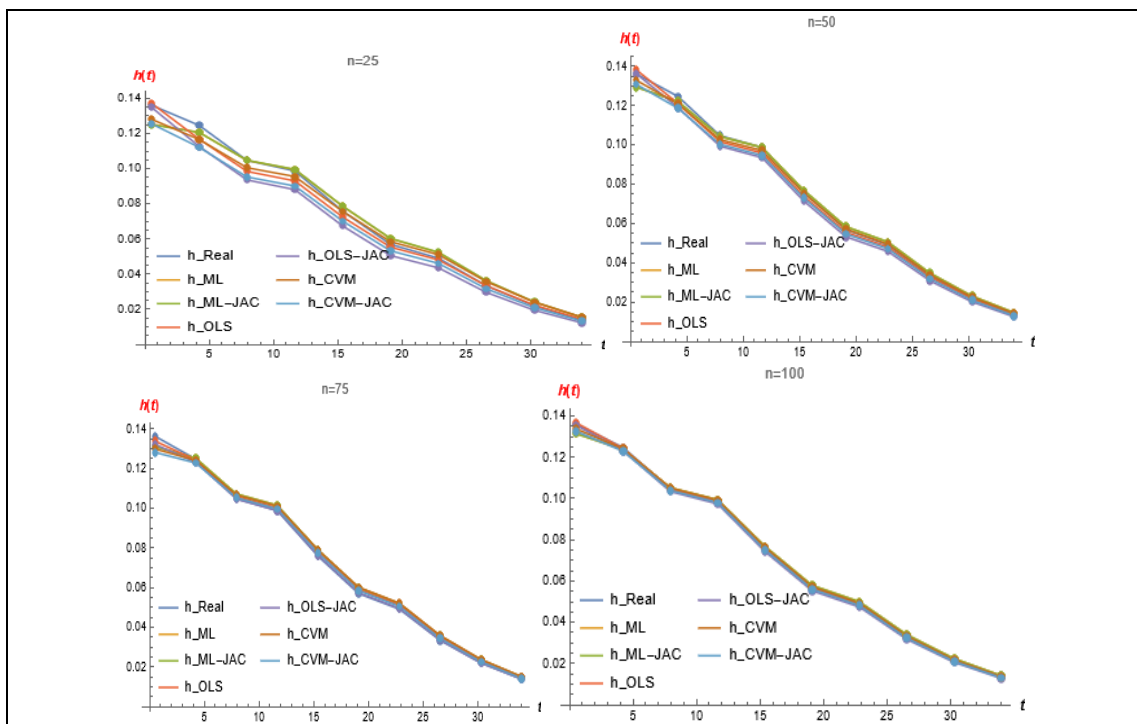 n=25
h(t)
0.14
0.12
0.10
0.08
0.06
0.04
0.02
h_Real h_OLS-JAC
h_ML h_CVM
h_ML-JAC h_CVM-JAC
h_OLS
5 10 15 20 25 30 t
n=50
h(t)
0.14
0.12
0.10
0.08
0.06
0.04
0.02
h_Real h_OLS-JAC
h_ML h_CVM
h_ML-JAC h_CVM-JAC
h_OLS
5 10 15 20 25 30 t
n=75
h(t)
0.14
0.12
0.10
0.08
0.06
0.04
0.02
h_Real h_OLS-JAC
h_ML h_CVM
h_ML-JAC h_CVM-JAC
h_OLS
5 10 15 20 25 30 t
n=100
h(t)
0.14
0.12
0.10
0.08
0.06
0.04
0.02
h_Real h_OLS-JAC
h_ML h_CVM
h_ML-JAC h_CVM-JAC
h_OLS
5 10 15 20 25 30 t